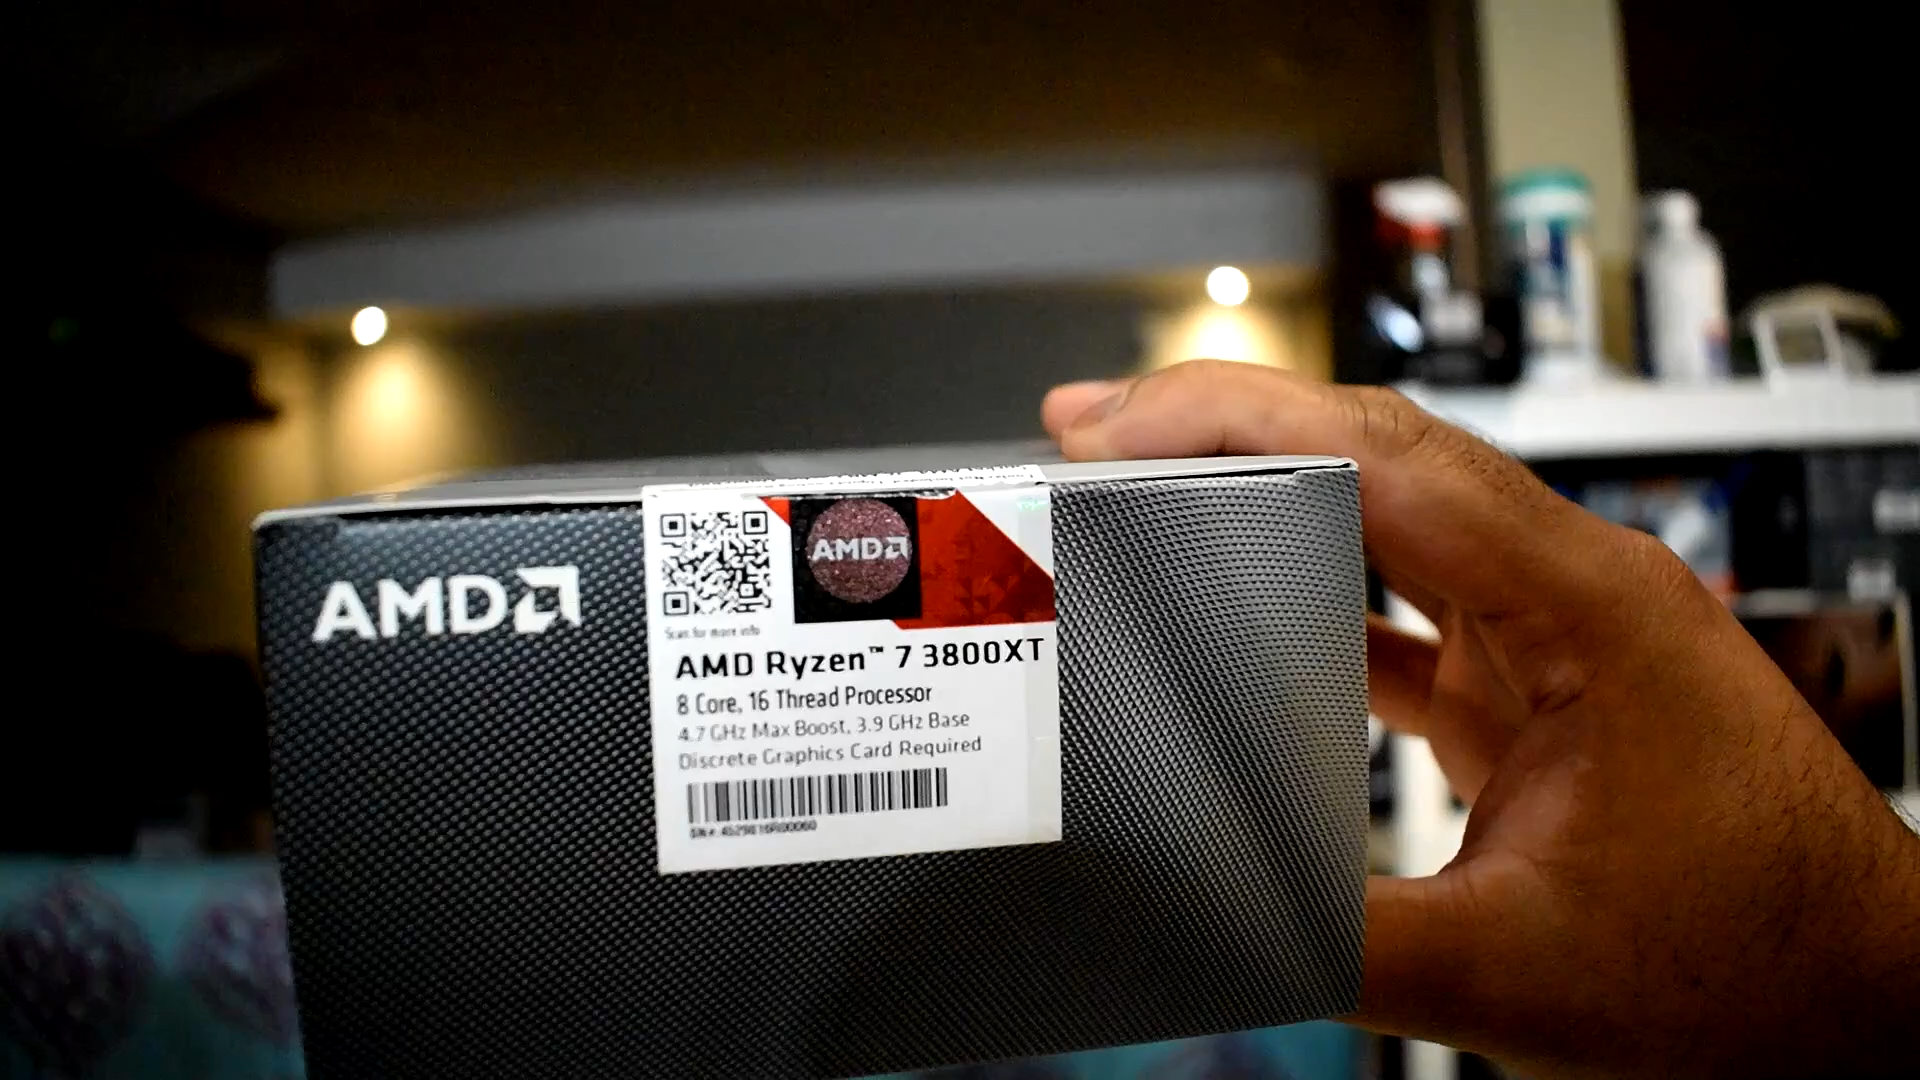 AMD
AMD
Scan for more info
AMD Ryzen™ 7 3800XT
8 Core, 16 Thread Processor
4.7 GHz Max Boost, 3.9 GHz Base
Discrete Graphics Card Required